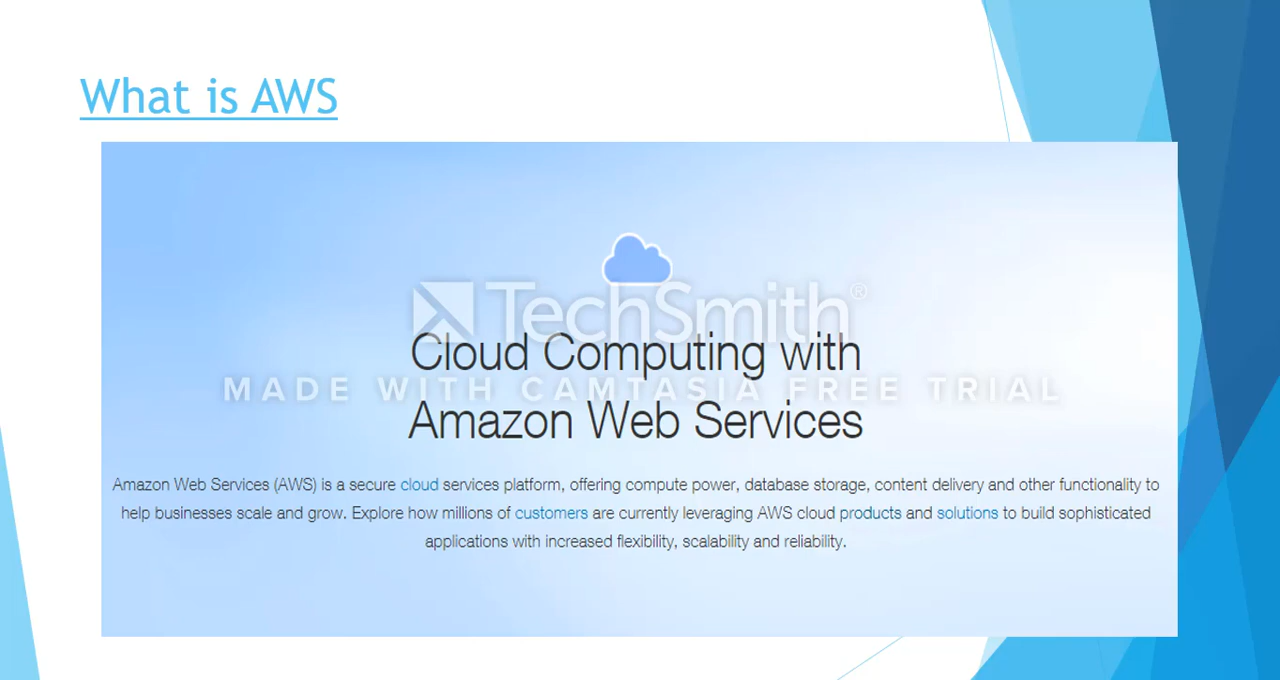 What is AWS
TechSmith®
Cloud Computing with
MADE WITH CAMTASIA FREE TRIAL
Amazon Web Services
Amazon Web Services (AWS) is a secure cloud services platform, offering compute power, database storage, content delivery and other functionality to
help businesses scale and grow. Explore how millions of customers are currently leveraging AWS cloud products and solutions to build sophisticated
applications with increased flexibility, scalability and reliability.